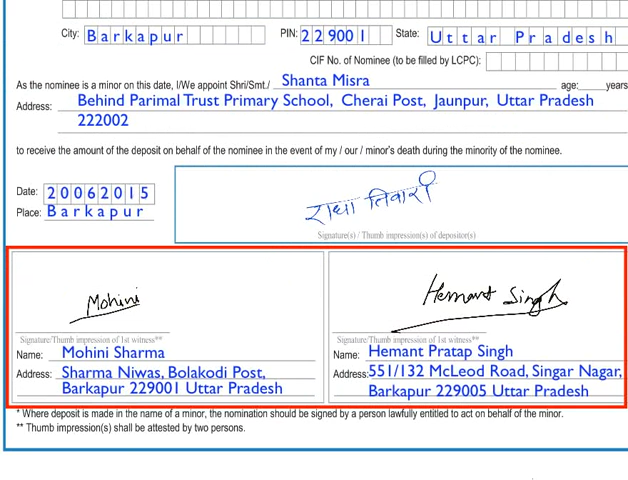 City: Barkapur PIN: 229001 State: Uttar Pradesh
CIF No. of Nominee (to be filled by LCPC):
As the nominee is a minor on this date, I/We appoint Shri/Smt./ Shanta Misra age: years
Address: Behind Parimal Trust Primary School, Cherai Post, Jaunpur, Uttar Pradesh
222002
to receive the amount of the deposit on behalf of the nominee in the event of my / our / minor's death during the minority of the nominee.
Date: 20062015
Place: Barkapur
राधा तिवारी
Signature(s) / Thumb impression(s) of depositor(s)
Mohini
Signature/Thumb impression of 1st witness**
Name: Mohini Sharma
Address: Sharma Niwas, Bolakodi Post,
Barkapur 229001 Uttar Pradesh
Hemant Singh
Signature/Thumb impression of 1st witness**
Name: Hemant Pratap Singh
Address: 551/132 McLeod Road, Singar Nagar,
Barkapur 229005 Uttar Pradesh
* Where deposit is made in the name of a minor, the nomination should be signed by a person lawfully entitled to act on behalf of the minor.
** Thumb impression(s) shall be attested by two persons.